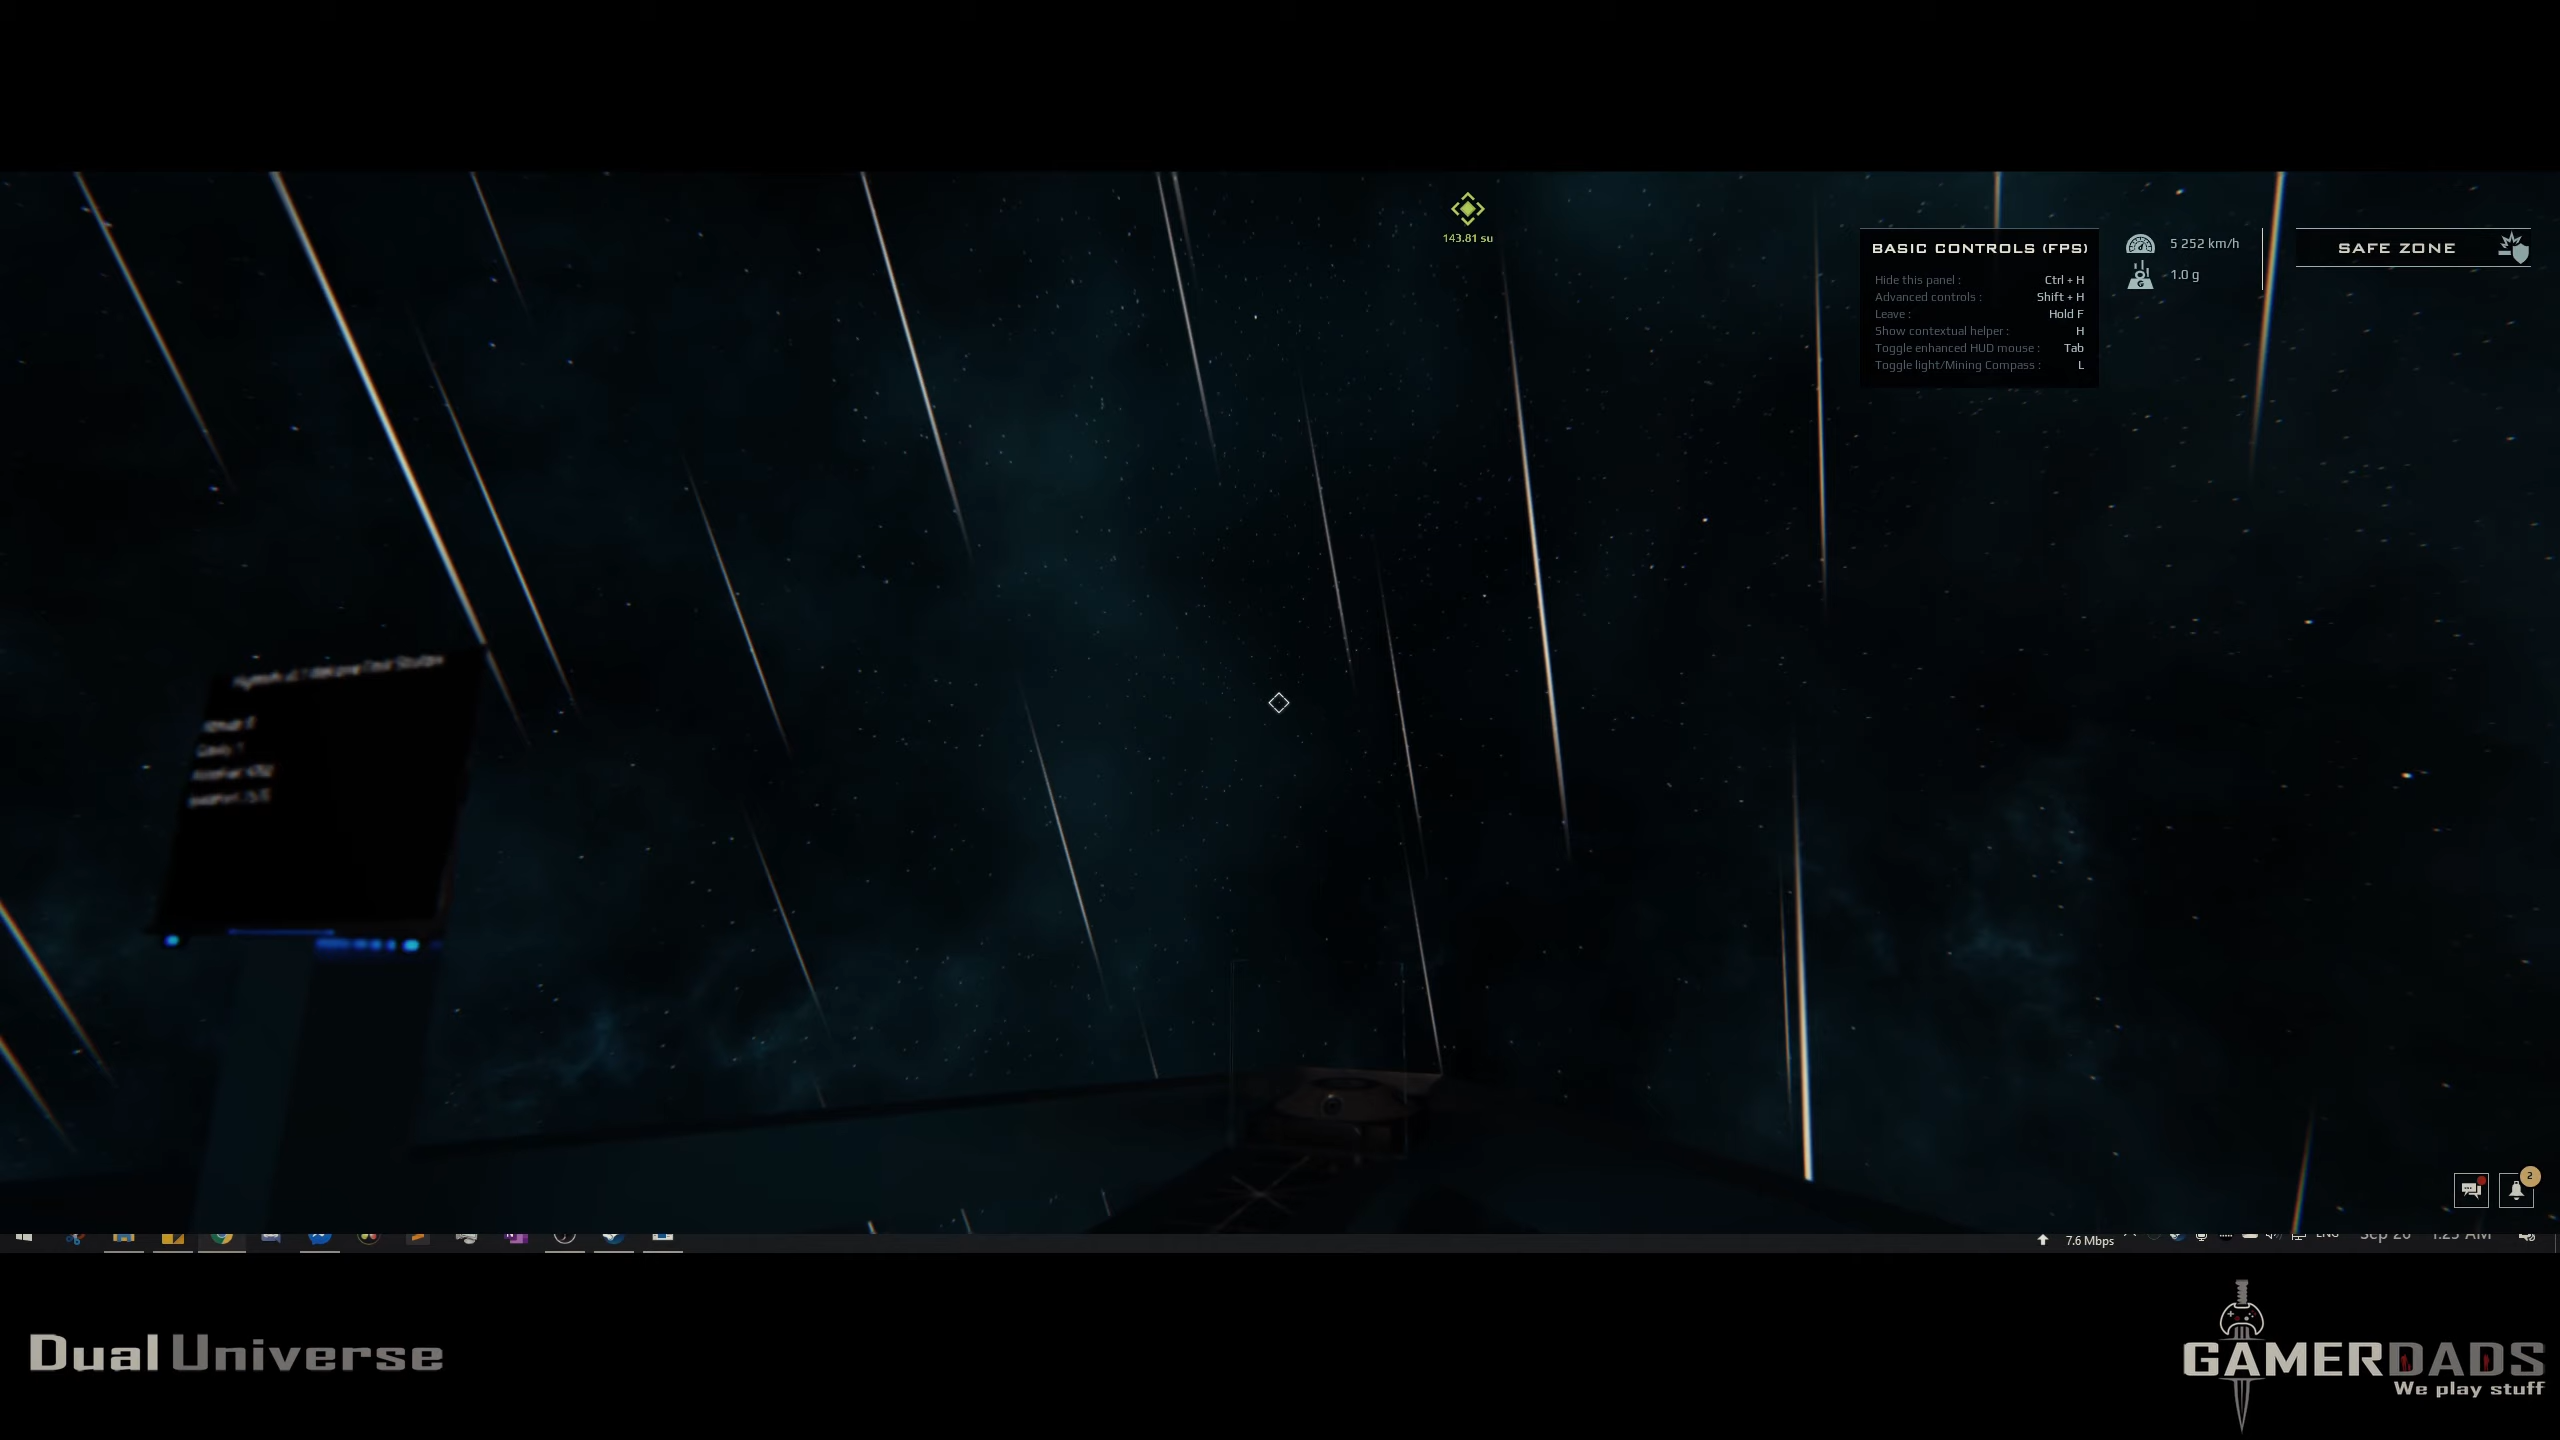 143.81 su
BASIC CONTROLS (FPS)
Hide this panel : Ctrl + H
Advanced controls : Shift + H
Leave : Hold F
Show contextual helper : H
Toggle enhanced HUD mouse : Tab
Toggle light/Mining Compass : L
5 252 km/h
1.0 g
SAFE ZONE
2
7.6 Mbps
Dual Universe
GAMERDADS
We play stuff